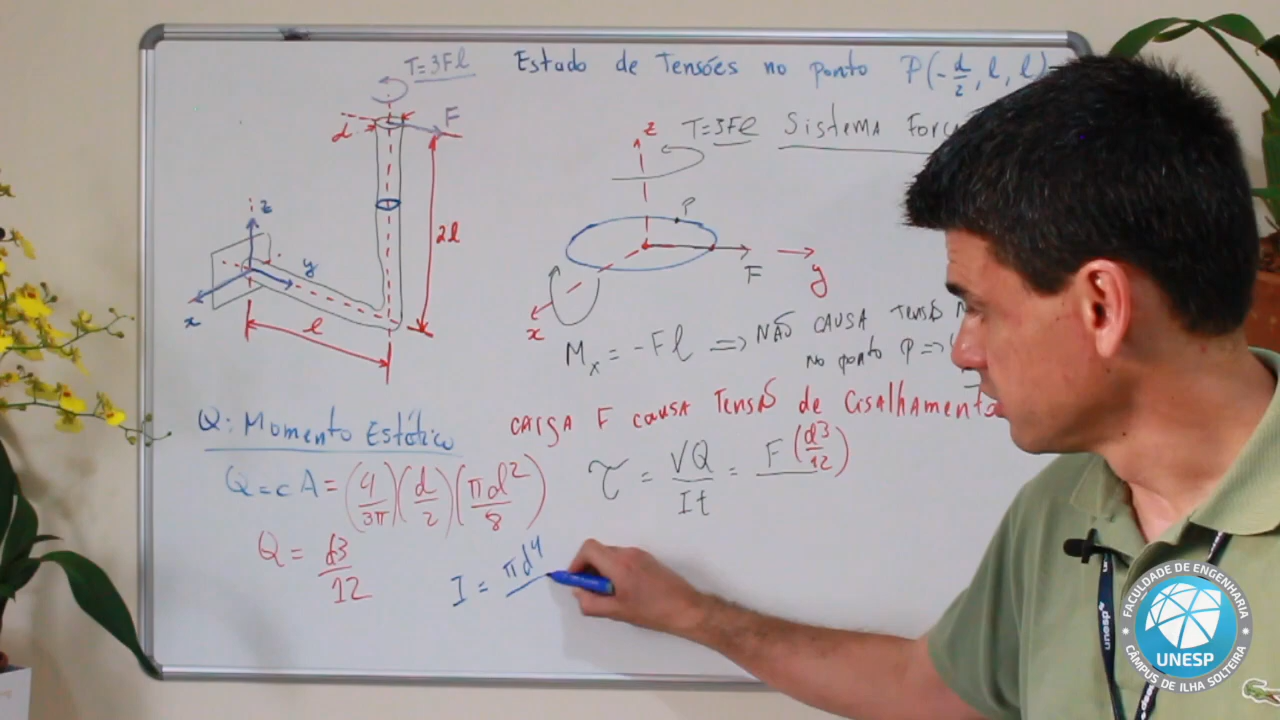 T=3Fl
Estado de Tensões no ponto P(-d/2, l, l)
d
F
T=3Fl Sistema Forç
z
z
P
2l
y
F
y
x
l
x
Mx = -Fl => NÃO CAUSA TENSÃO
no ponto P =>
Q: Momento Estático
CARGA F CAUSA TENSÃO de Cisalhamento
Q=cA=(4/3π)(d/2)(πd²/8)
τ = VQ/It = F(d3/12)
Q = d3/12
I = πd4
unesp
FACULDADE DE ENGENHARIA
UNESP
CÂMPUS DE ILHA SOLTEIRA